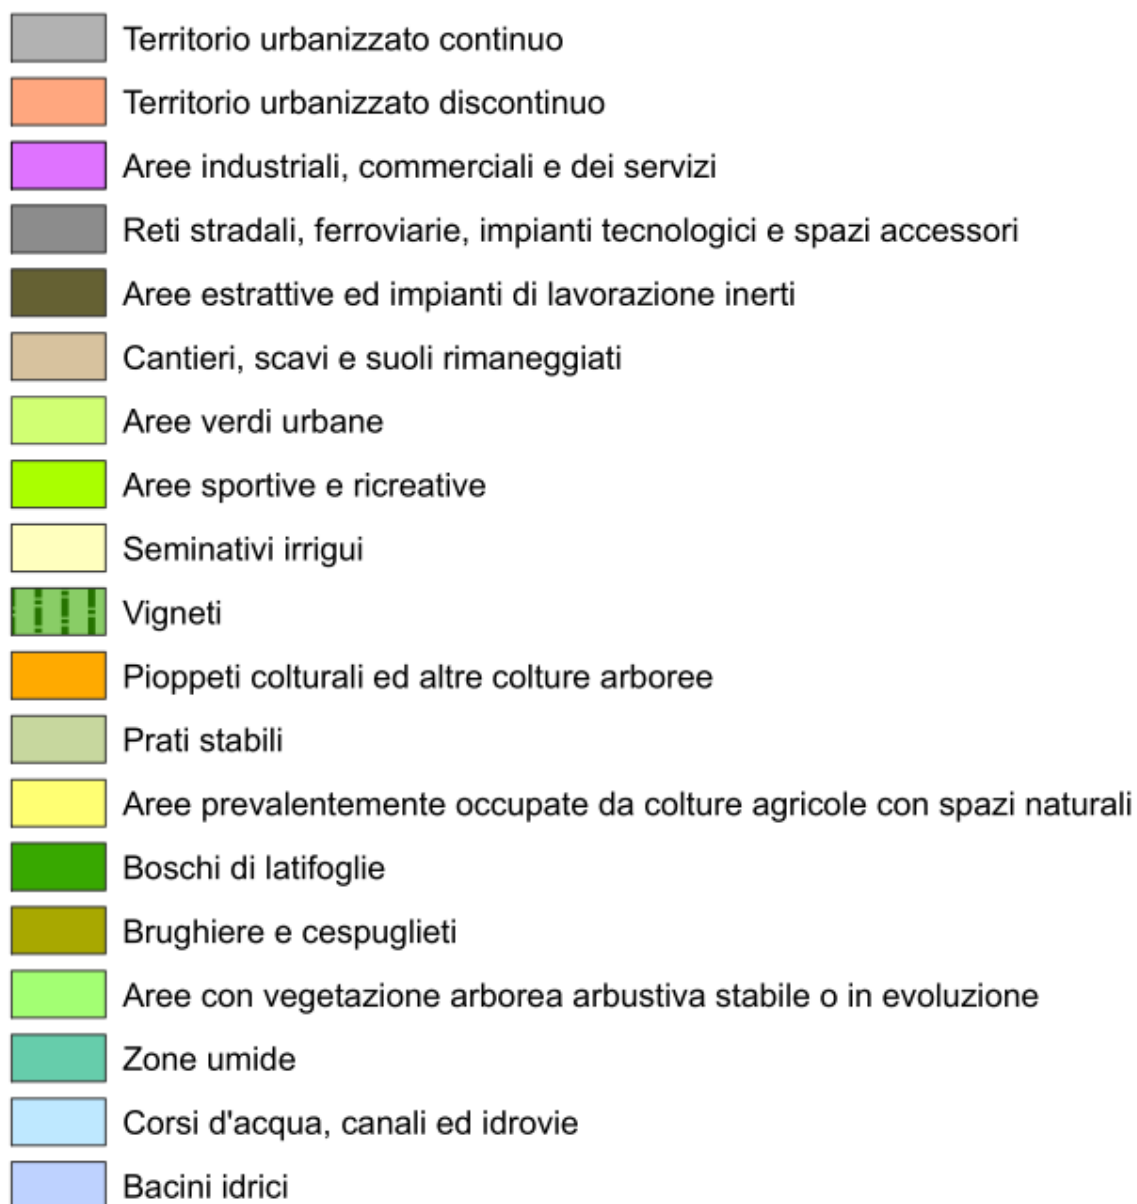 Territorio urbanizzato continuo
Territorio urbanizzato discontinuo
Aree industriali, commerciali e dei servizi
Reti stradali, ferroviarie, impianti tecnologici e spazi accessori
Aree estrattive ed impianti di lavorazione inerti
Cantieri, scavi e suoli rimaneggiati
Aree verdi urbane
Aree sportive e ricreative
Seminativi irrigui
Vigneti
Pioppeti colturali ed altre colture arboree
Prati stabili
Aree prevalentemente occupate da colture agricole con spazi naturali
Boschi di latifoglie
Brughiere e cespuglieti
Aree con vegetazione arborea arbustiva stabile o in evoluzione
Zone umide
Corsi d'acqua, canali ed idrovie
Bacini idrici